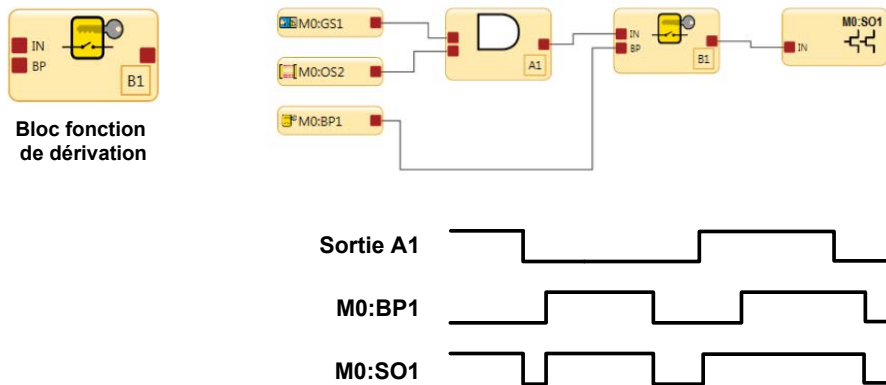 IN
BP
B1
Bloc fonction
de dérivation
M0:GS1
M0:OS2
M0:BP1
A1
IN
BP
B1
M0:SO1
IN
Sortie A1
M0:BP1
M0:SO1